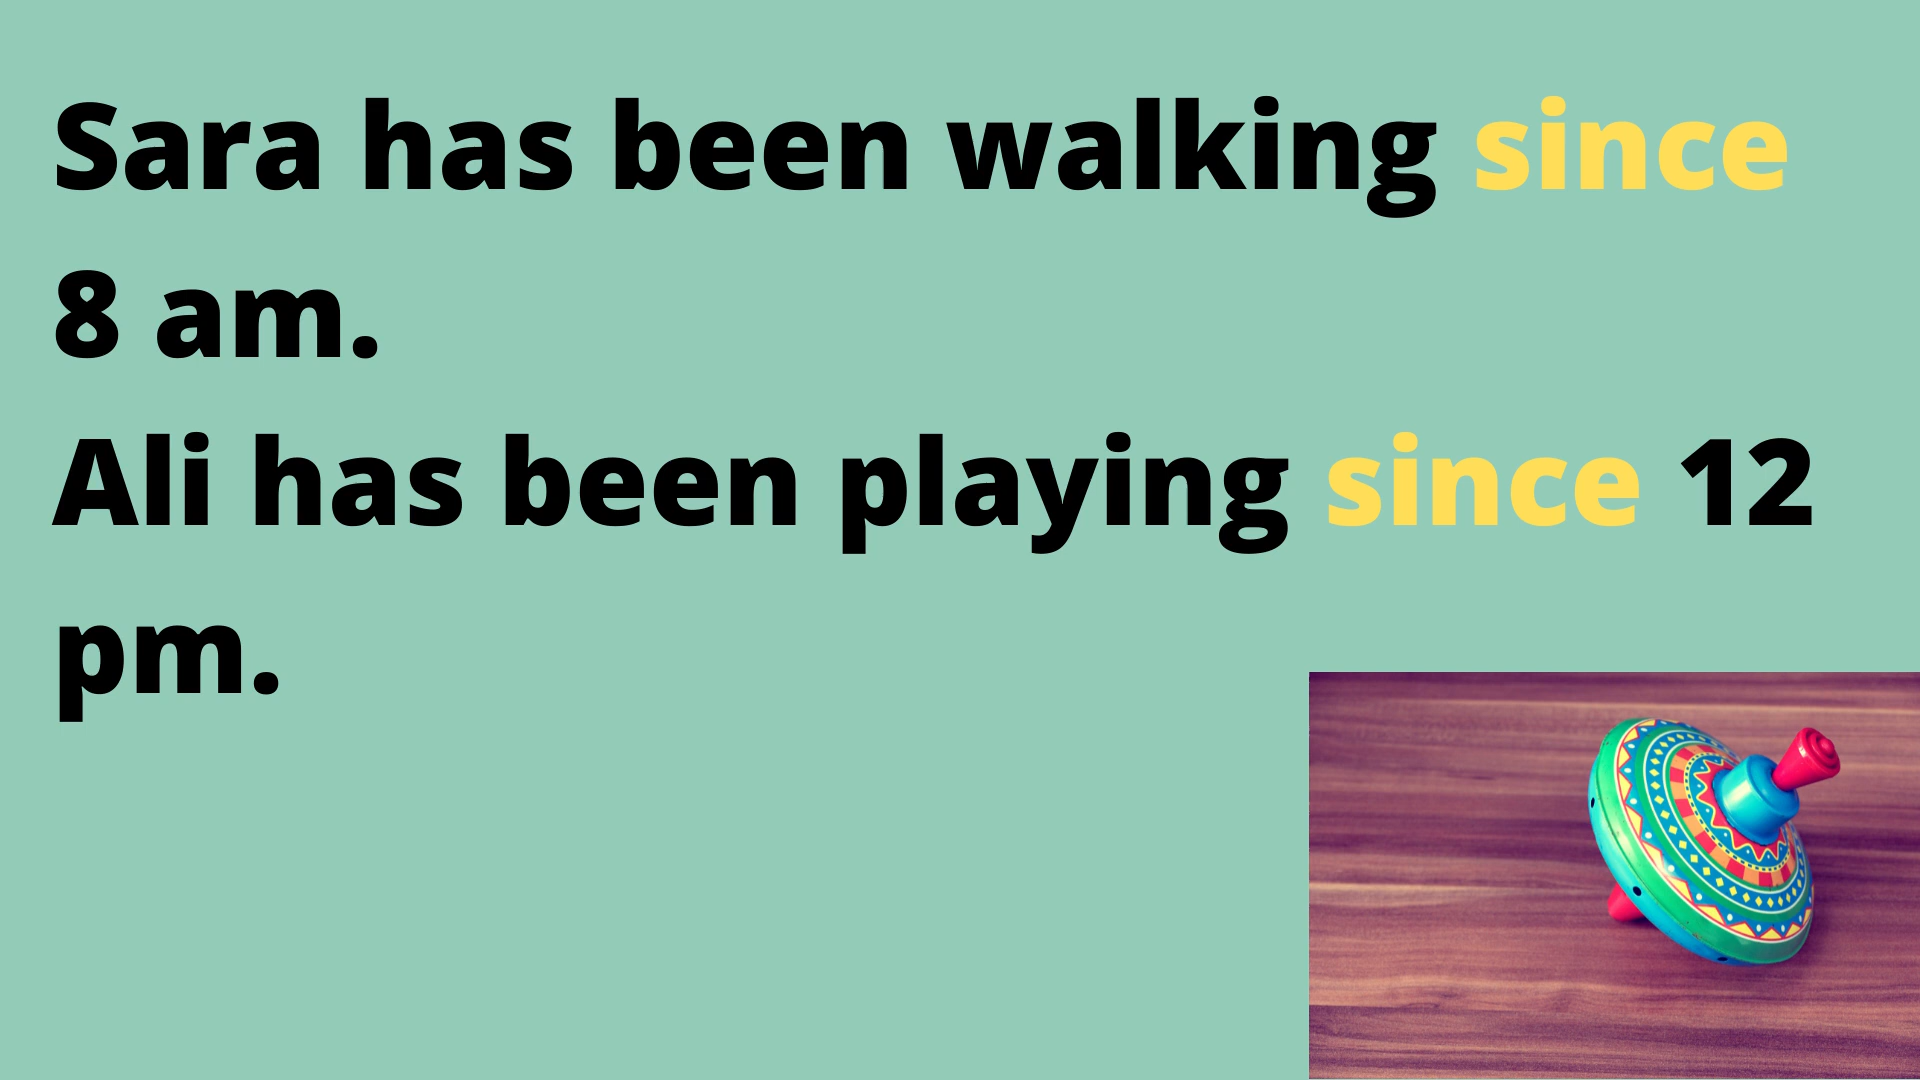 Sara has been walking since
8 am.
Ali has been playing since 12
pm.